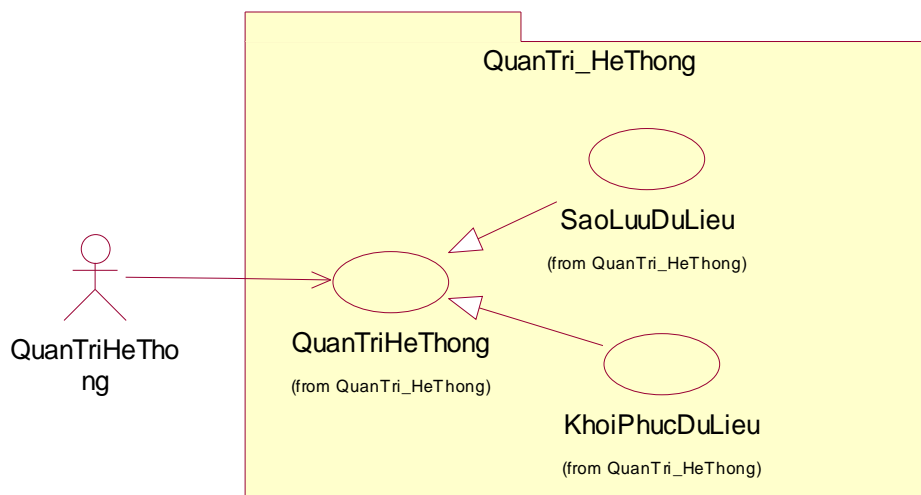 QuanTri_HeThong
SaoLuuDuLieu
(from QuanTri_HeThong)
QuanTriHeTho
ng
QuanTriHeThong
(from QuanTri_HeThong)
KhoiPhucDuLieu
(from QuanTri_HeThong)